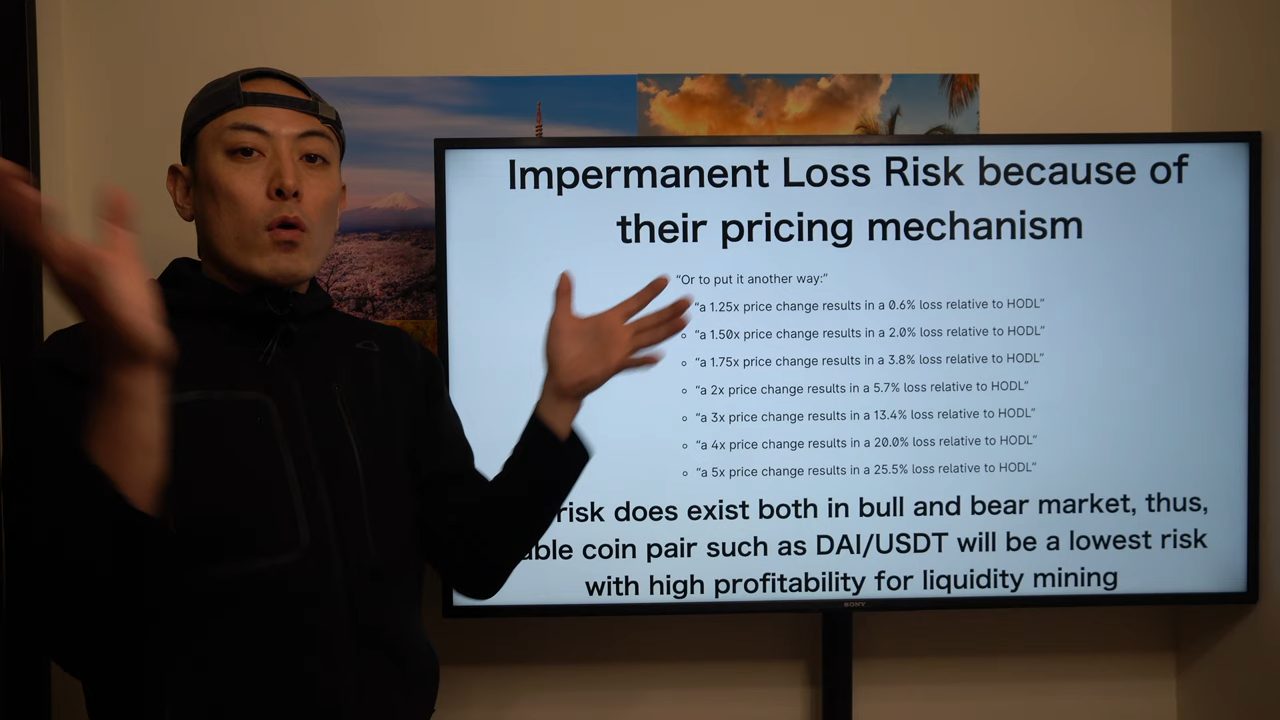 Impermanent Loss Risk because of
their pricing mechanism
“Or to put it another way:”
“a 1.25x price change results in a 0.6% loss relative to HODL”
“a 1.50x price change results in a 2.0% loss relative to HODL”
“a 1.75x price change results in a 3.8% loss relative to HODL”
“a 2x price change results in a 5.7% loss relative to HODL”
“a 3x price change results in a 13.4% loss relative to HODL”
“a 4x price change results in a 20.0% loss relative to HODL”
“a 5x price change results in a 25.5% loss relative to HODL”
risk does exist both in bull and bear market, thus,
coin pair such as DAI/USDT will be a lowest risk
with high profitability for liquidity mining
SONY